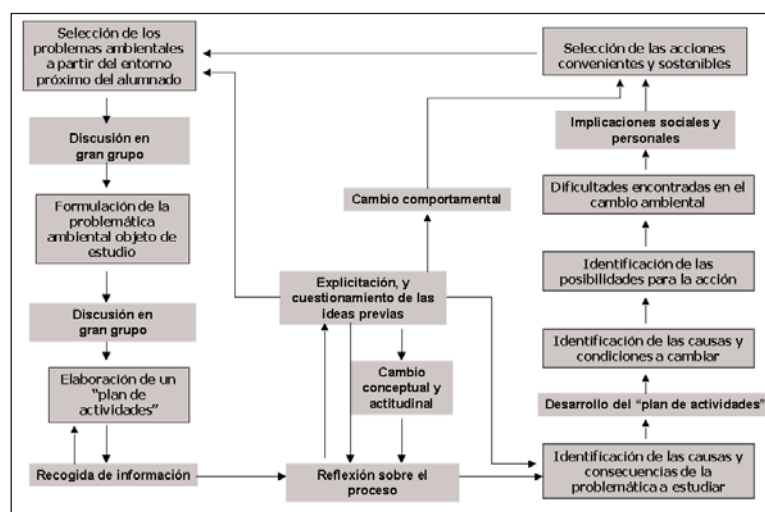 Selección de los
problemas ambientales
a partir del entorno
próximo del alumnado
Discusión en
gran grupo
Formulación de la
problemática
ambiental objeto de
estudio
Discusión en
gran grupo
Elaboración de un
"plan de
actividades"
Recogida de información
Cambio comportamental
Explicitación, y
cuestionamiento de las
ideas previas
Cambio
conceptual y
actitudinal
Reflexión sobre el
proceso
Selección de las acciones
convenientes y sostenibles
Implicaciones sociales y
personales
Dificultades encontradas en el
cambio ambiental
Identificación de las
posibilidades para la acción
Identificación de las causas y
condiciones a cambiar
Desarrollo del "plan de actividades"
Identificación de las causas y
consecuencias de la
problemática a estudiar